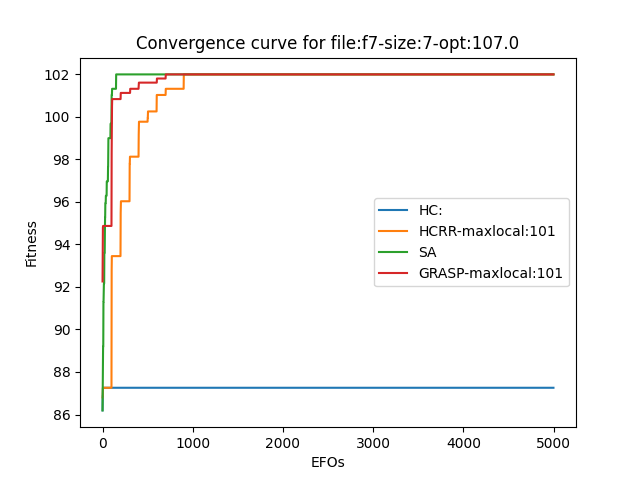 Convergence curve for file:f7-size:7-opt:107.0
102
100
98
96
94
92
90
88
86
Fitness
HC:
HCRR-maxlocal:101
SA
GRASP-maxlocal:101
0
1000
2000
3000
4000
5000
EFOs